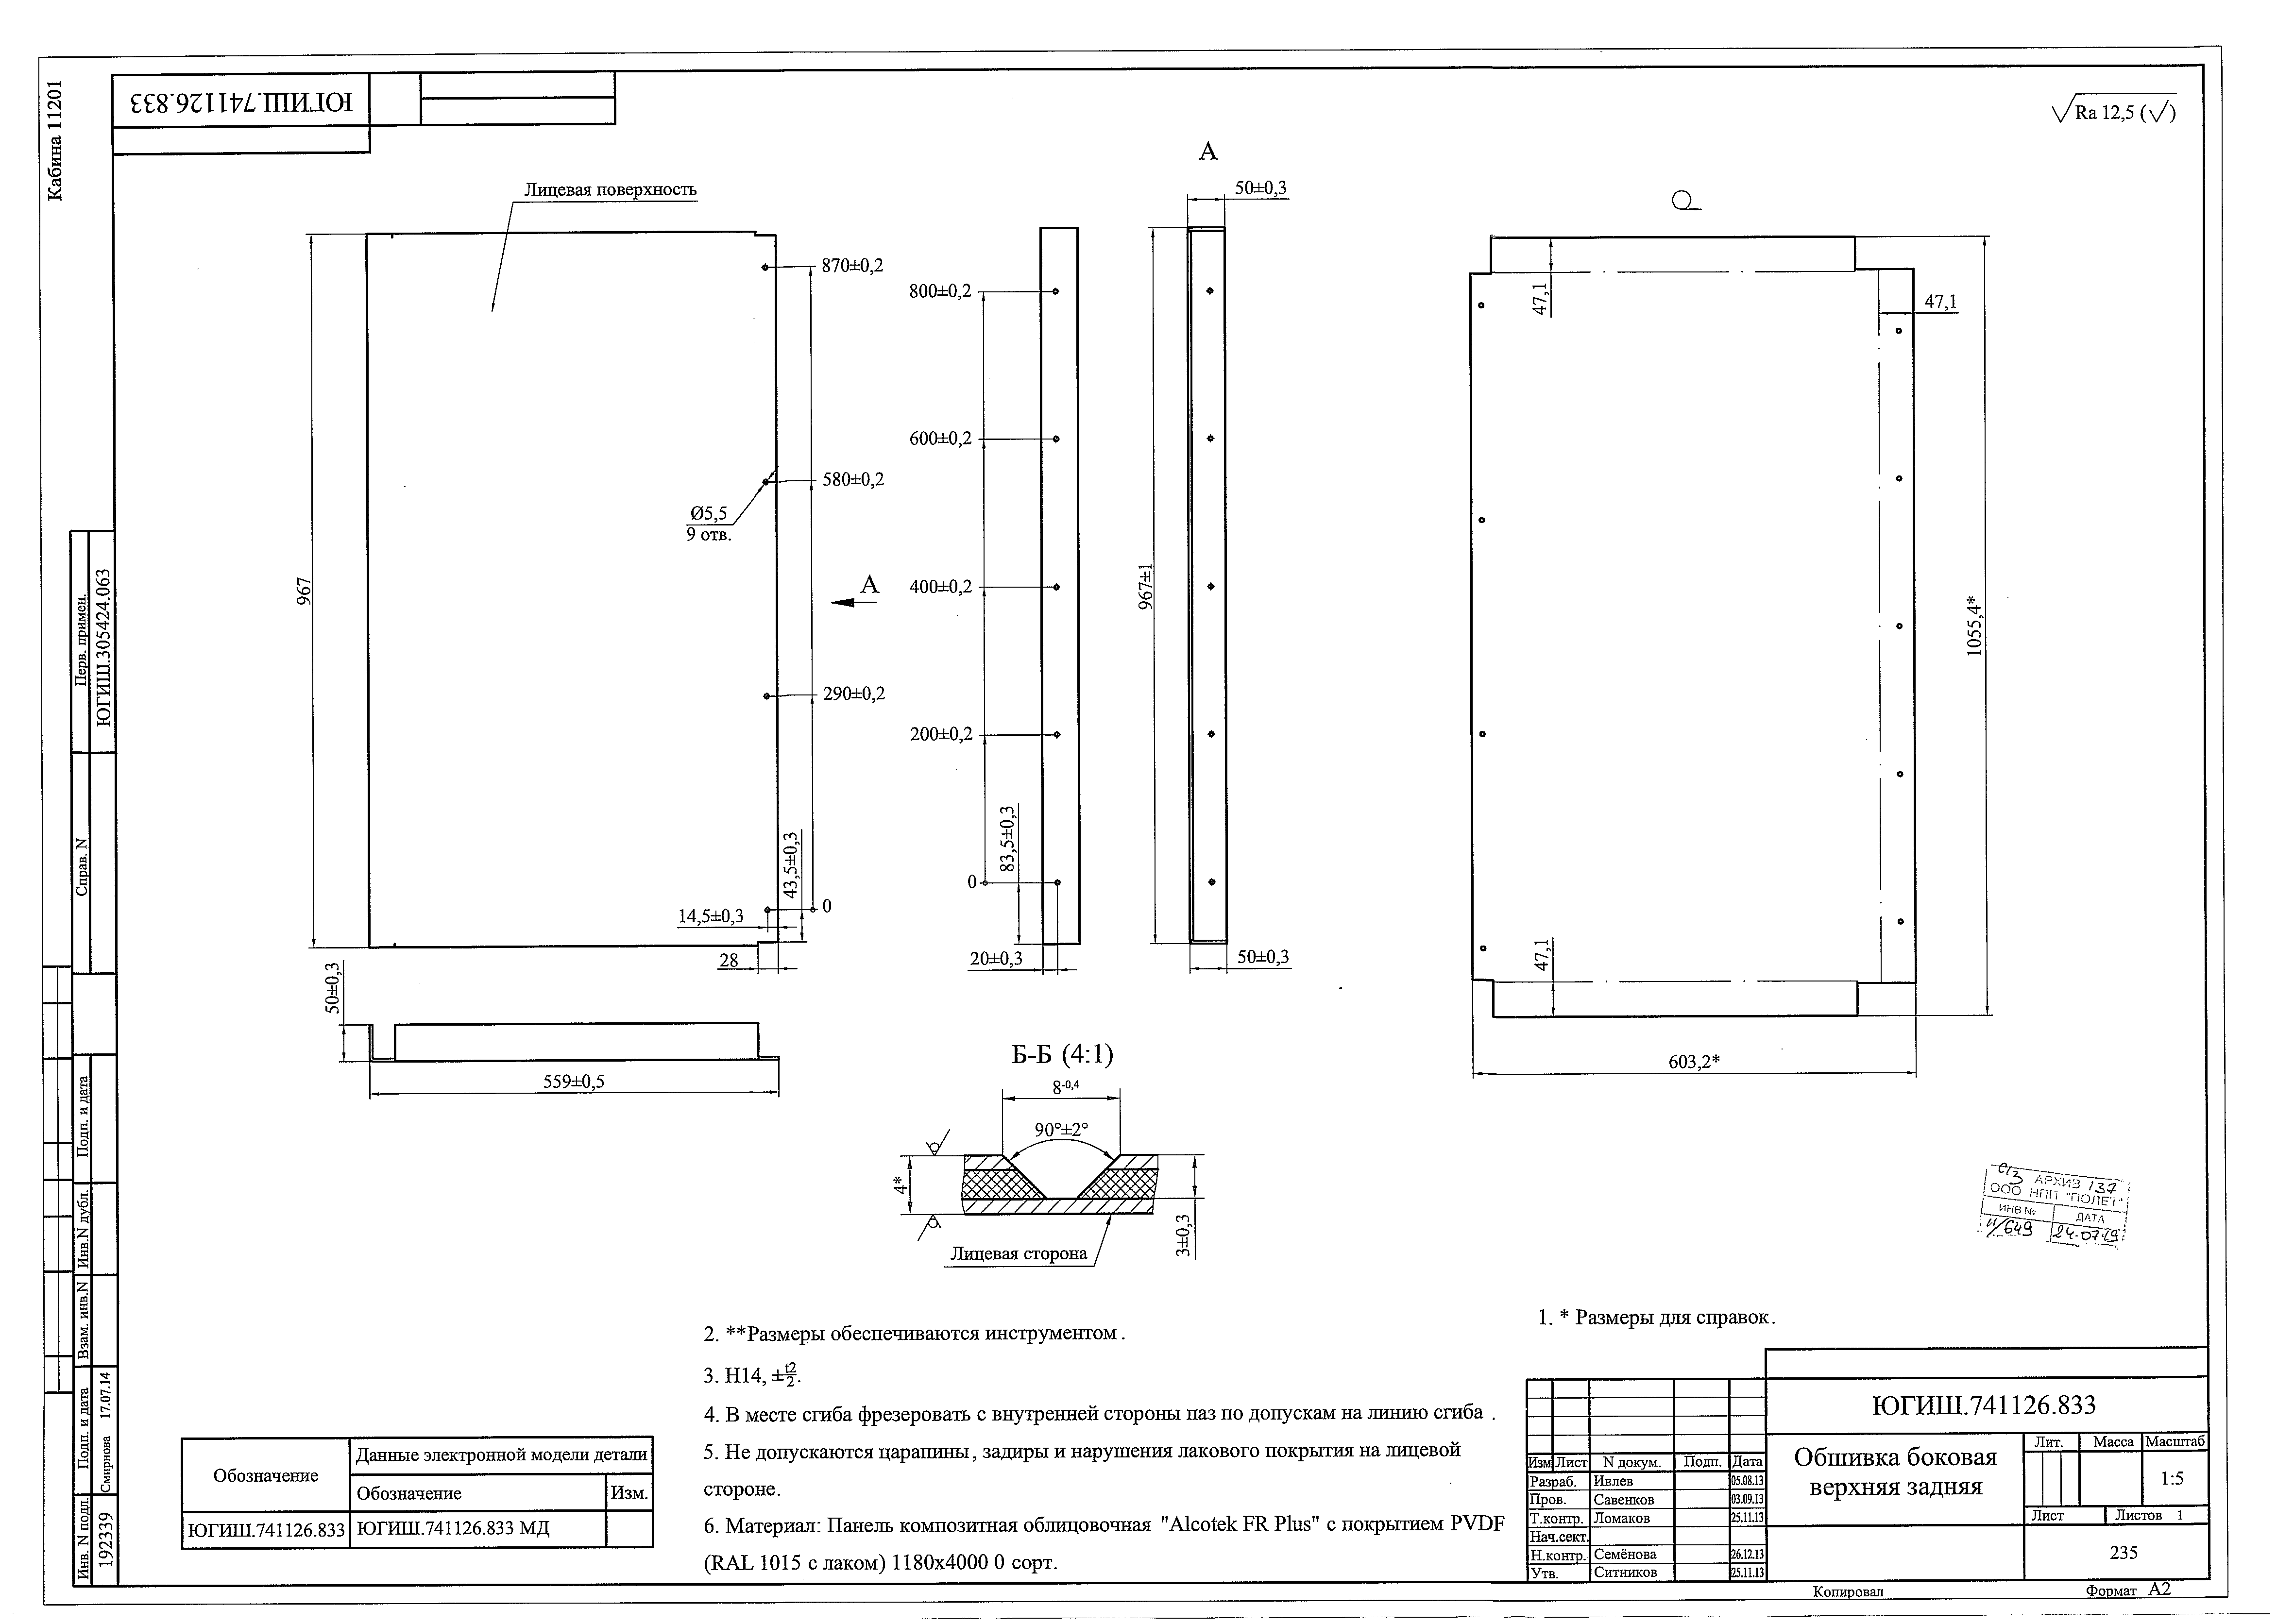 Кабина 11201
ЮГИШ.741126.833
√Ra 12,5 (√)
Лицевая поверхность
967
870±0,2
580±0,2
Ø5,5
9 отв.
А
290±0,2
43,5±0,3
0
14,5±0,3
28
50±0,3
559±0,5
800±0,2
600±0,2
400±0,2
200±0,2
83,5±0,3
0
20±0,3
А
50±0,3
967±1
50±0,3
47,1
47,1
1055,4*
47,1
603,2*
Б-Б (4:1)
8-0,4
90°±2°
4*
3±0,3
Лицевая сторона
АРХИЗ 137
ООО НПП "ПОЛЕТ"
ИНВ № ДАТА
24.07.19
1. * Размеры для справок.
2. **Размеры обеспечиваются инструментом.
3. H14, ±t2/2.
4. В месте сгиба фрезеровать с внутренней стороны паз по допускам на линию сгиба .
5. Не допускаются царапины, задиры и нарушения лакового покрытия на лицевой
стороне.
6. Материал: Панель композитная облицовочная "Alcotek FR Plus" с покрытием PVDF
(RAL 1015 с лаком) 1180х4000 0 сорт.
Обозначение
Данные электронной модели детали
Обозначение Изм.
ЮГИШ.741126.833 ЮГИШ.741126.833 МД
Перв. примен.
ЮГИШ.305424.063
Справ. N
Подп. и дата
Инв.N дубл.
Взам. инв.N
Подп. и дата
Смирнова 17.07.14
Инв. N подл.
192339
ЮГИШ.741126.833
Изм Лист N докум. Подп. Дата
Разраб. Ивлев 05.08.13
Пров. Савенков 03.09.13
Т.контр. Ломаков 25.11.13
Нач.сект.
Н.контр. Семёнова 26.12.13
Утв. Ситников 25.11.13
Обшивка боковая
верхняя задняя
Лит. Масса Масштаб
1:5
Лист Листов 1
235
Копировал Формат А2